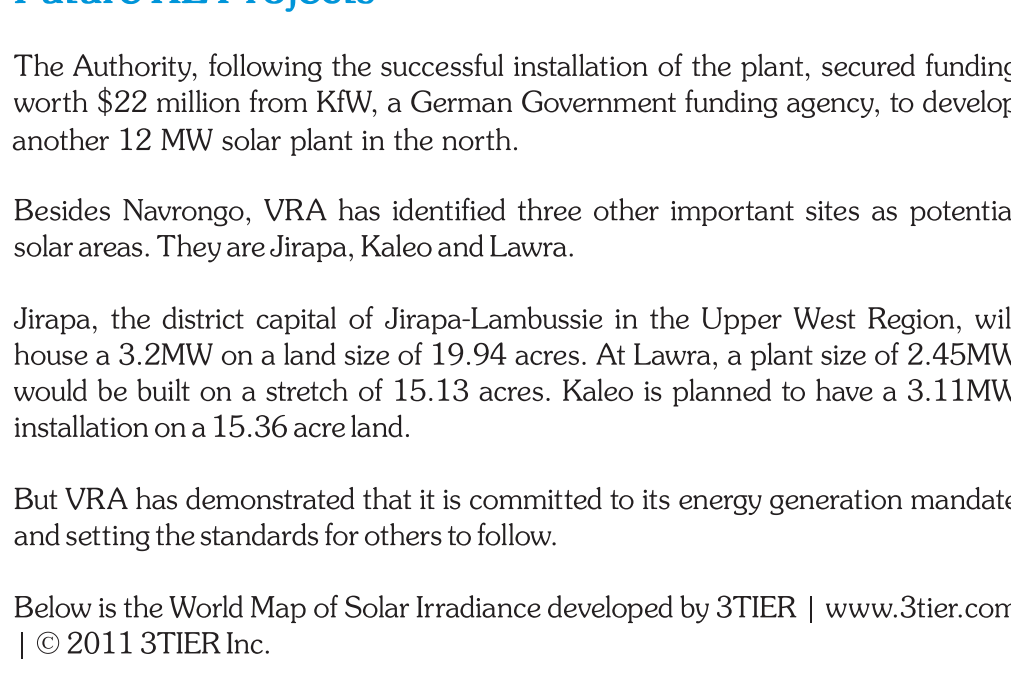 Future RE Projects
The Authority, following the successful installation of the plant, secured funding
worth $22 million from KfW, a German Government funding agency, to develop
another 12 MW solar plant in the north.
Besides Navrongo, VRA has identified three other important sites as potentia
solar areas. They are Jirapa, Kaleo and Lawra.
Jirapa, the district capital of Jirapa-Lambussie in the Upper West Region, wil
house a 3.2MW on a land size of 19.94 acres. At Lawra, a plant size of 2.45MW
would be built on a stretch of 15.13 acres. Kaleo is planned to have a 3.11MW
installation on a 15.36 acre land.
But VRA has demonstrated that it is committed to its energy generation mandate
and setting the standards for others to follow.
Below is the World Map of Solar Irradiance developed by 3TIER | www.3tier.com
| © 2011 3TIER Inc.